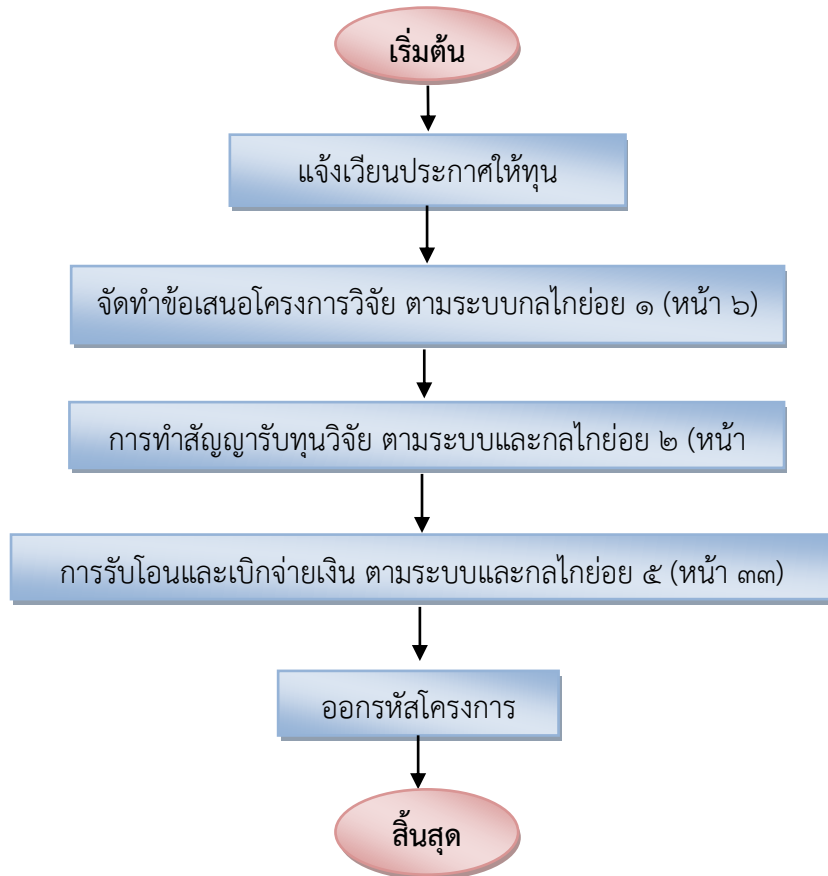 เริ่มต้น
แจ้งเวียนประกาศให้ทุน
จัดทำข้อเสนอโครงการวิจัย ตามระบบกลไกย่อย ๑ (หน้า ๖)
การทำสัญญารับทุนวิจัย ตามระบบและกลไกย่อย ๒ (หน้า
การรับโอนและเบิกจ่ายเงิน ตามระบบและกลไกย่อย ๕ (หน้า ๓๓)
ออกรหัสโครงการ
สิ้นสุด